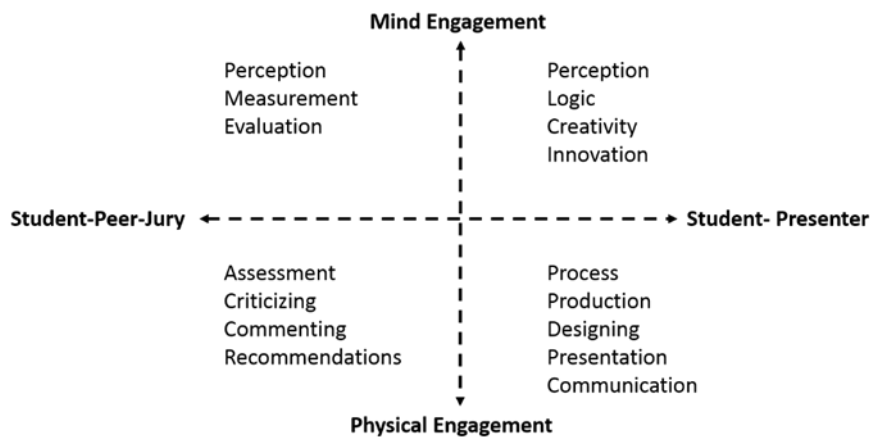 Mind Engagement
Perception
Measurement
Evaluation
Perception
Logic
Creativity
Innovation
Student-Peer-Jury
Student- Presenter
Assessment
Criticizing
Commenting
Recommendations
Process
Production
Designing
Presentation
Communication
Physical Engagement